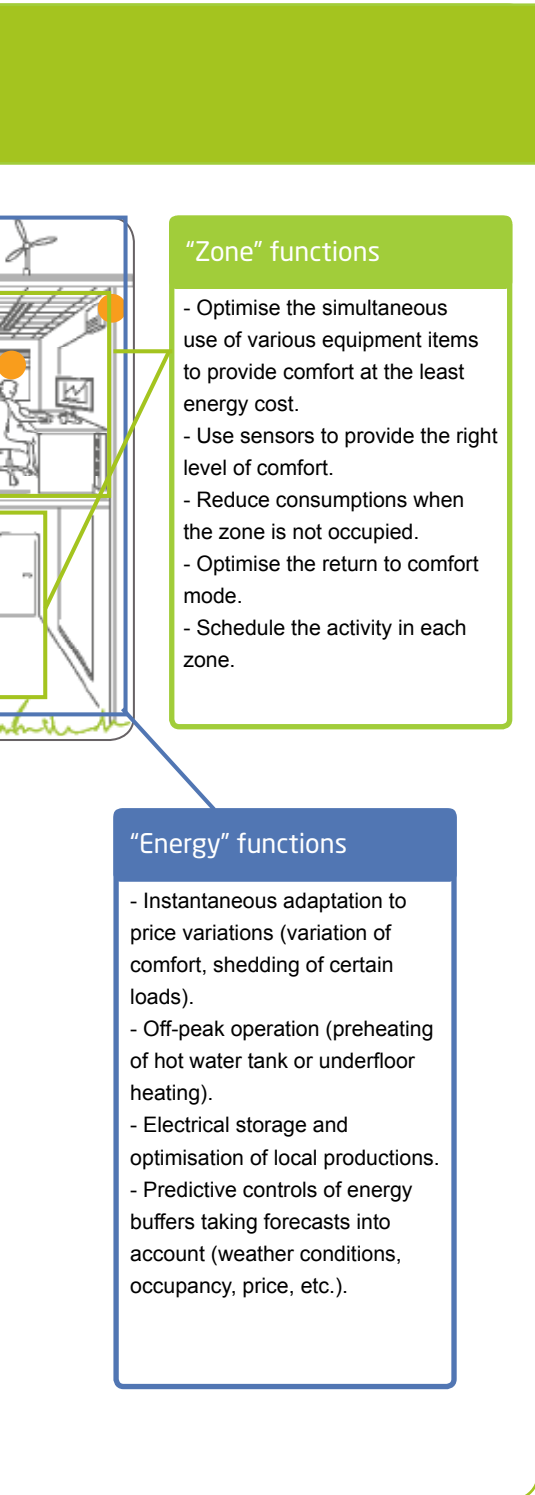 “Zone” functions
- Optimise the simultaneous
use of various equipment items
to provide comfort at the least
energy cost.
- Use sensors to provide the right
level of comfort.
- Reduce consumptions when
the zone is not occupied.
- Optimise the return to comfort
mode.
- Schedule the activity in each
zone.
“Energy” functions
- Instantaneous adaptation to
price variations (variation of
comfort, shedding of certain
loads).
- Off-peak operation (preheating
of hot water tank or underfloor
heating).
- Electrical storage and
optimisation of local productions.
- Predictive controls of energy
buffers taking forecasts into
account (weather conditions,
occupancy, price, etc.).